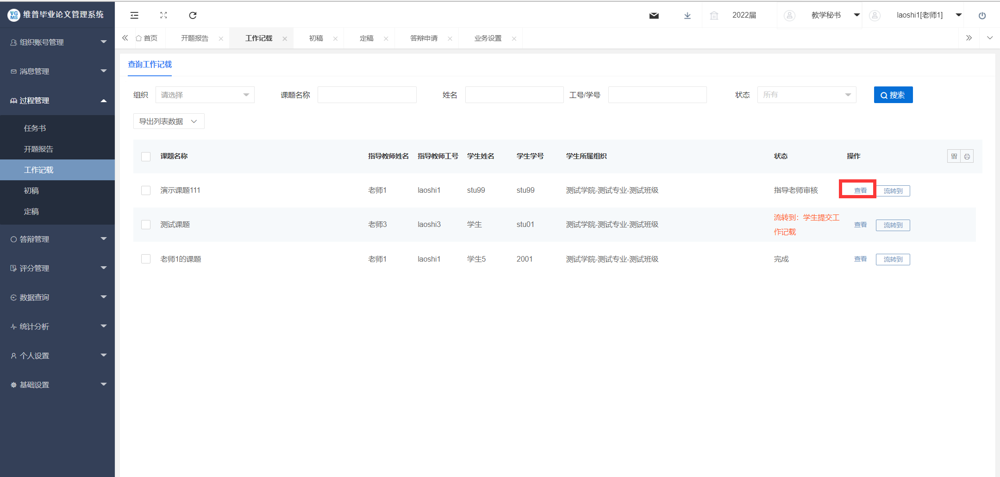 VG
MS
维普毕业论文管理系统
2022届
教学秘书
laoshi1[老师1]
首页
开题报告
工作记载
初稿
定稿
答辩申请
业务设置
组织账号管理
消息管理
过程管理
任务书
开题报告
工作记载
初稿
定稿
答辩管理
评分管理
数据查询
统计分析
个人设置
基础设置
查询工作记载
组织 请选择 课题名称 姓名 工号/学号 状态 所有 搜索
导出列表数据
课题名称 指导教师姓名 指导教师工号 学生姓名 学生学号 学生所属组织 状态 操作
演示课题111 老师1 laoshi1 stu99 stu99 测试学院-测试专业-测试班级 指导老师审核 查看 流转到
测试课题 老师3 laoshi3 学生 stu01 测试学院-测试专业-测试班级 流转到：学生提交工
作记载 查看 流转到
老师1的课题 老师1 laoshi1 学生5 2001 测试学院-测试专业-测试班级 完成 查看 流转到